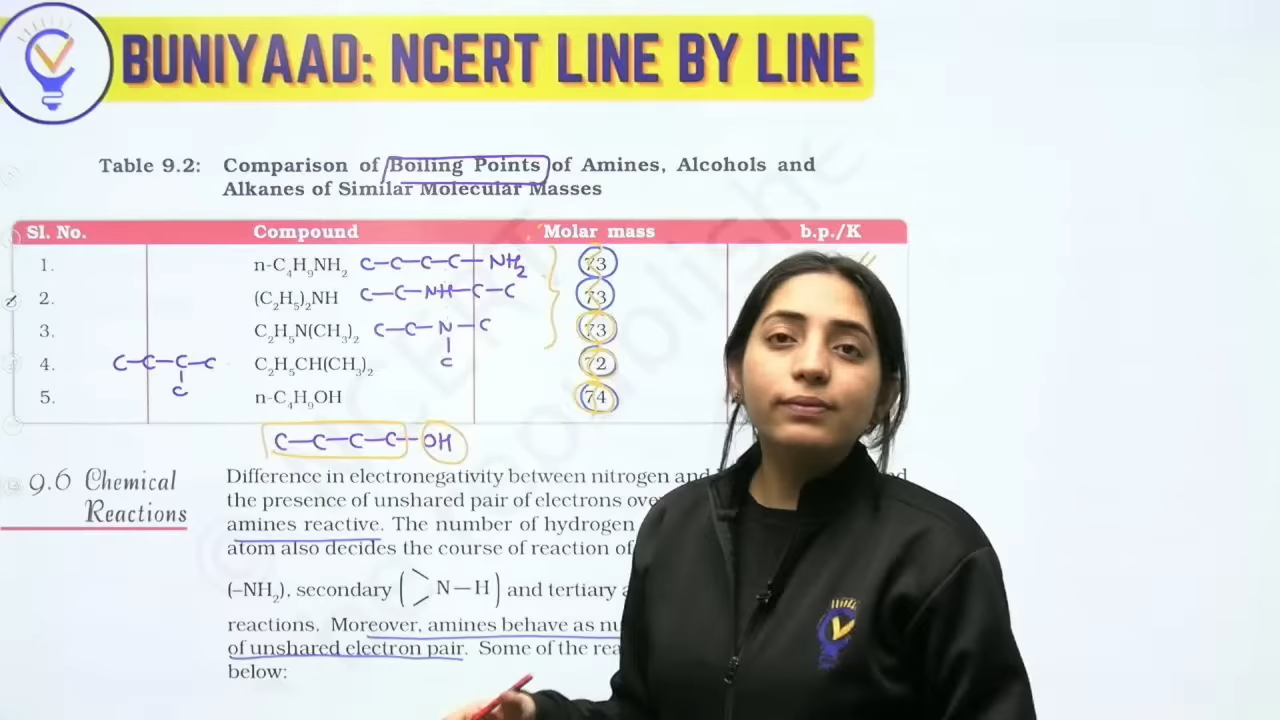 BUNIYAAD: NCERT LINE BY LINE
Table 9.2: Comparison of Boiling Points of Amines, Alcohols and
Alkanes of Similar Molecular Masses
Sl. No. Compound Molar mass b.p./K
1. n-C₄H₉NH₂ C-C-C-C-NH₂ 73
2. (C₂H₅)₂NH C-C-NH-C-C 73
3. C₂H₅N(CH₃)₂ C-C-N-C 73
C
4. C-C-C-C C₂H₅CH(CH₃)₂ 72
C
5. n-C₄H₉OH 74
C-C-C-C-OH
9.6 Chemical
Reactions
Difference in electronegativity between nitrogen and
the presence of unshared pair of electrons
amines reactive. The number of hydrogen
atom also decides the course of reaction of
(–NH₂), secondary ( N—H) and tertiary
reactions. Moreover, amines behave as
of unshared electron pair. Some of the
below: